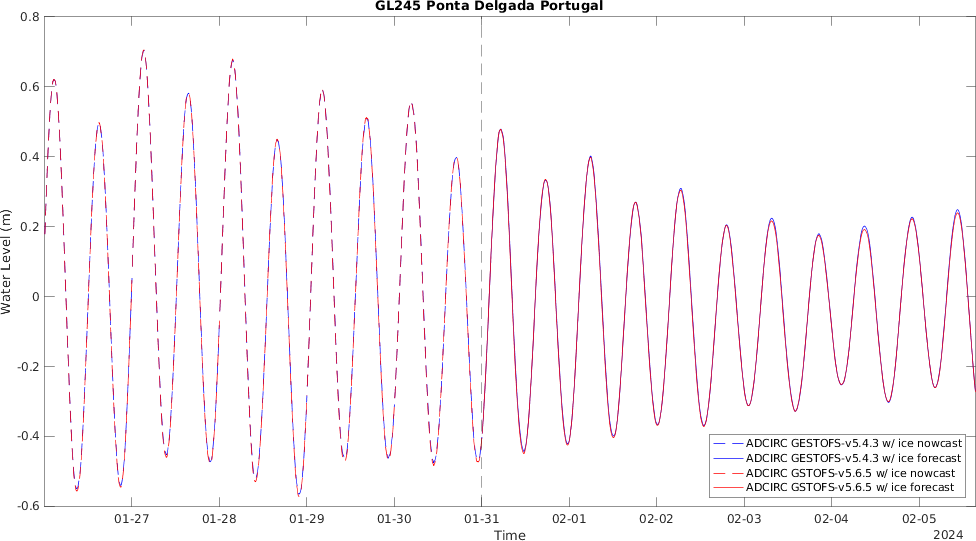 GL245 Ponta Delgada Portugal
0.8
0.6
0.4
0.2
0
-0.2
-0.4
-0.6
Water Level (m)
01-27 01-28 01-29 01-30 01-31 02-01 02-02 02-03 02-04 02-05
Time
2024
ADCIRC GESTOFS-v5.4.3 w/ ice nowcast
ADCIRC GESTOFS-v5.4.3 w/ ice forecast
ADCIRC GSTOFS-v5.6.5 w/ ice nowcast
ADCIRC GSTOFS-v5.6.5 w/ ice forecast